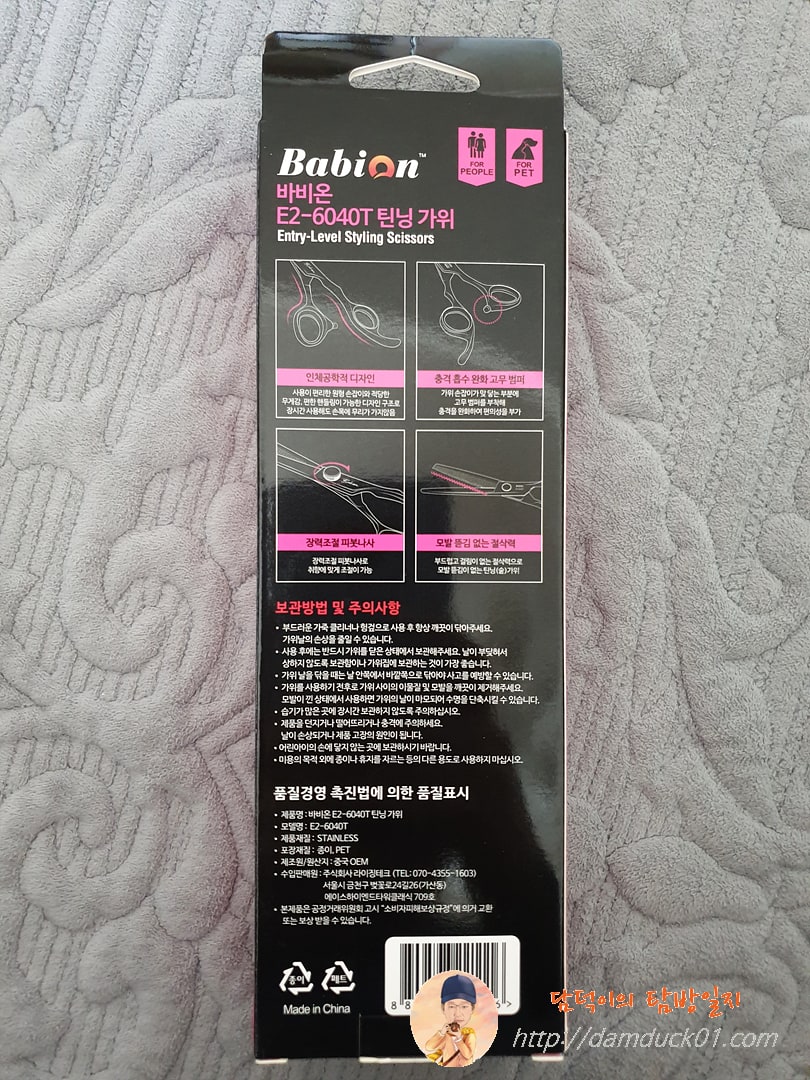 Babion™
FOR PEOPLE
FOR PET
바비온
E2-6040T 틴닝 가위
Entry-Level Styling Scissors
인체공학적 디자인
사용이 편리한 원형 손잡이와 적당한
무게감, 편한 핸들링이 가능한 디자인 구조로
장시간 사용해도 손목에 무리가 가지않음
충격 흡수 완화 고무 범퍼
가위 손잡이가 맞 닿는 부분에
고무 범퍼를 부착해
충격을 완화하여 편의성을 부가
장력조절 피봇나사
장력조절 피봇나사로
취향에 맞게 조절이 가능
모발 뜯김 없는 절삭력
부드럽고 걸림이 없는 절삭력으로
모발 뜯김이 없는 틴닝(숱)가위!
보관방법 및 주의사항
• 부드러운 가죽 클리너나 헝겊으로 사용 후 항상 깨끗이 닦아주세요.
가위날의 손상을 줄일 수 있습니다.
• 사용 후에는 반드시 가위를 닫은 상태에서 보관해주세요. 날이 부딪혀서
상하지 않도록 보관함이나 가위집에 보관하는 것이 가장 좋습니다.
• 가위 날을 닦을 때는 날 안쪽에서 바깥쪽으로 닦아야 사고를 예방할 수 있습니다.
• 가위를 사용하기 전후로 가위 사이의 이물질 및 모발을 깨끗이 제거해주세요.
모발이 낀 상태에서 사용하면 가위의 날이 마모되어 수명을 단축시킬 수 있습니다.
• 습기가 많은 곳에 장시간 보관하지 않도록 주의하십시오.
• 제품을 던지거나 떨어뜨리거나 충격에 주의하세요.
날이 손상되거나 제품 고장의 원인이 됩니다.
• 어린아이의 손에 닿지 않는 곳에 보관하시기 바랍니다.
• 미용의 목적 외에 종이나 휴지를 자르는 등의 다른 용도로 사용하지 마십시오.
품질경영 촉진법에 의한 품질표시
• 제품명 : 바비온 E2-6040T 틴닝 가위
• 모델명 : E2-6040T
• 제품재질 : STAINLESS
• 포장재질 : 종이, PET
• 제조원/원산지 : 중국 OEM
• 수입판매원 : 주식회사 라이징테크 (TEL: 070-4355-1603)
서울시 금천구 벚꽃로24길26(가산동)
에이스하이엔드타워클래식 709호
• 본제품은 공정거래위원회 고시 "소비자피해보상규정"에 의거 교환
또는 보상 받을 수 있습니다.
종이
페트
Made in China
담덕이의 탐방일지
http://damduck01.com